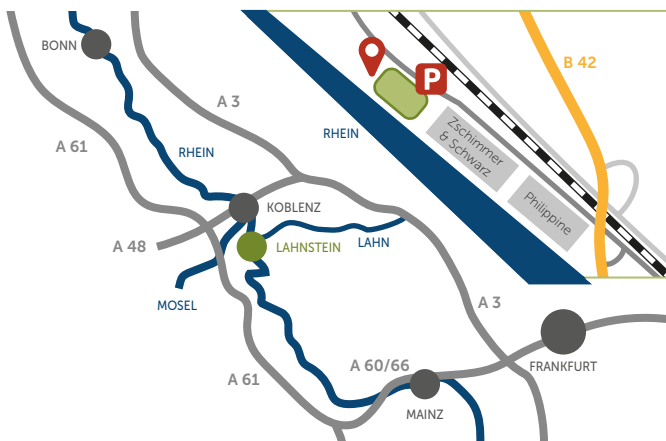 BONN
A 3
A 61
RHEIN
KOBLENZ
A 48
LAHNSTEIN
LAHN
MOSEL
A 3
A 61
A 60/66
FRANKFURT
MAINZ
P
B 42
RHEIN
Zschimmer
& Schwarz
Philippine